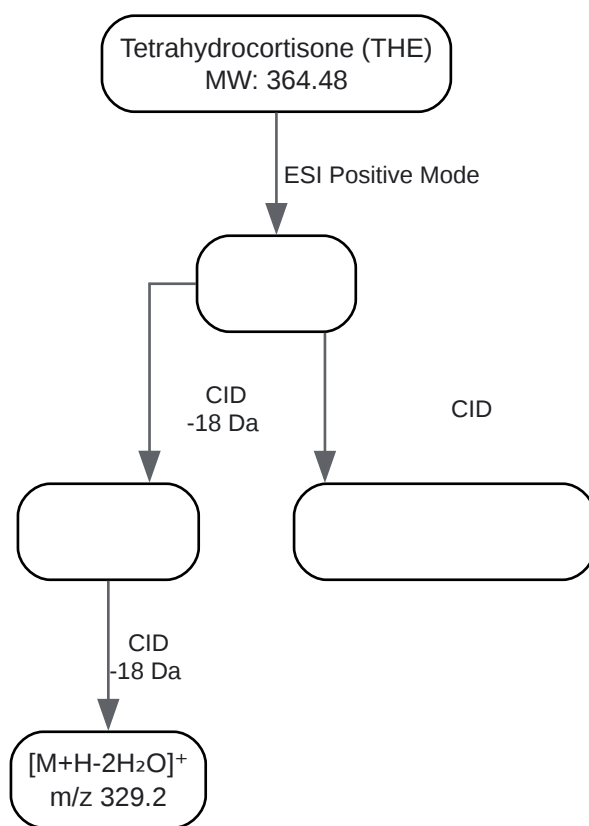 Tetrahydrocortisone (THE)
MW: 364.48
ESI Positive Mode
CID
-18 Da
CID
CID
-18 Da
[M+H-2H₂O]⁺
m/z 329.2